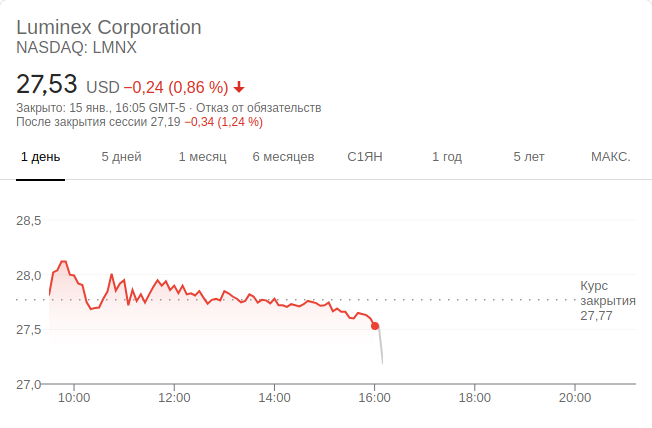 Luminex Corporation
NASDAQ: LMNX
27,53 USD −0,24 (0,86 %)
Закрыто: 15 янв., 16:05 GMT-5 · Отказ от обязательств
После закрытия сессии 27,19 −0,34 (1,24 %)
1 день 5 дней 1 месяц 6 месяцев С1ЯН 1 год 5 лет МАКС.
28,5
28,0
Курс
закрытия
27,77
27,5
27,0
10:00 12:00 14:00 16:00 18:00 20:00